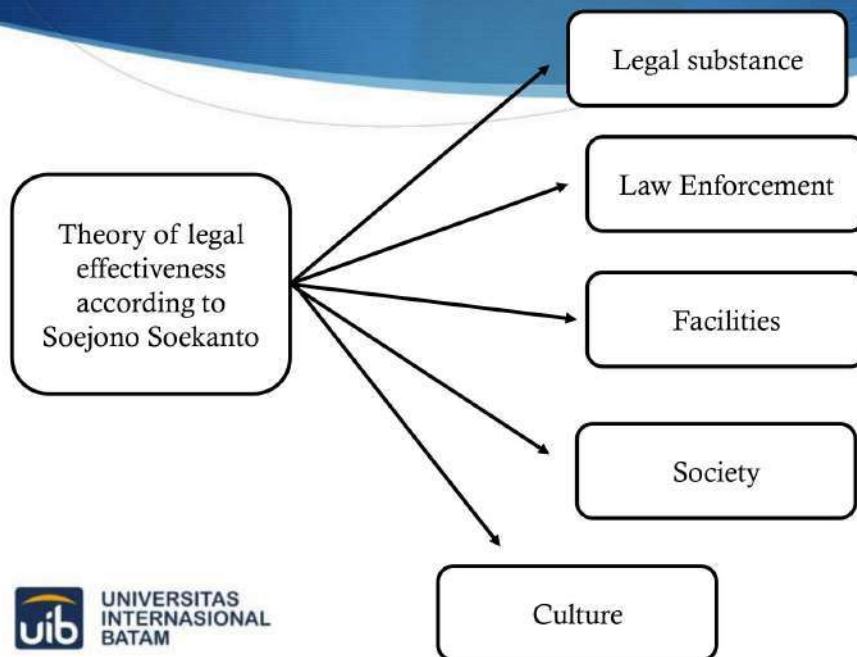 Legal substance
Law Enforcement
Theory of legal
effectiveness
according to
Soejono Soekanto
Facilities
Society
Culture
uib
UNIVERSITAS
INTERNASIONAL
BATAM